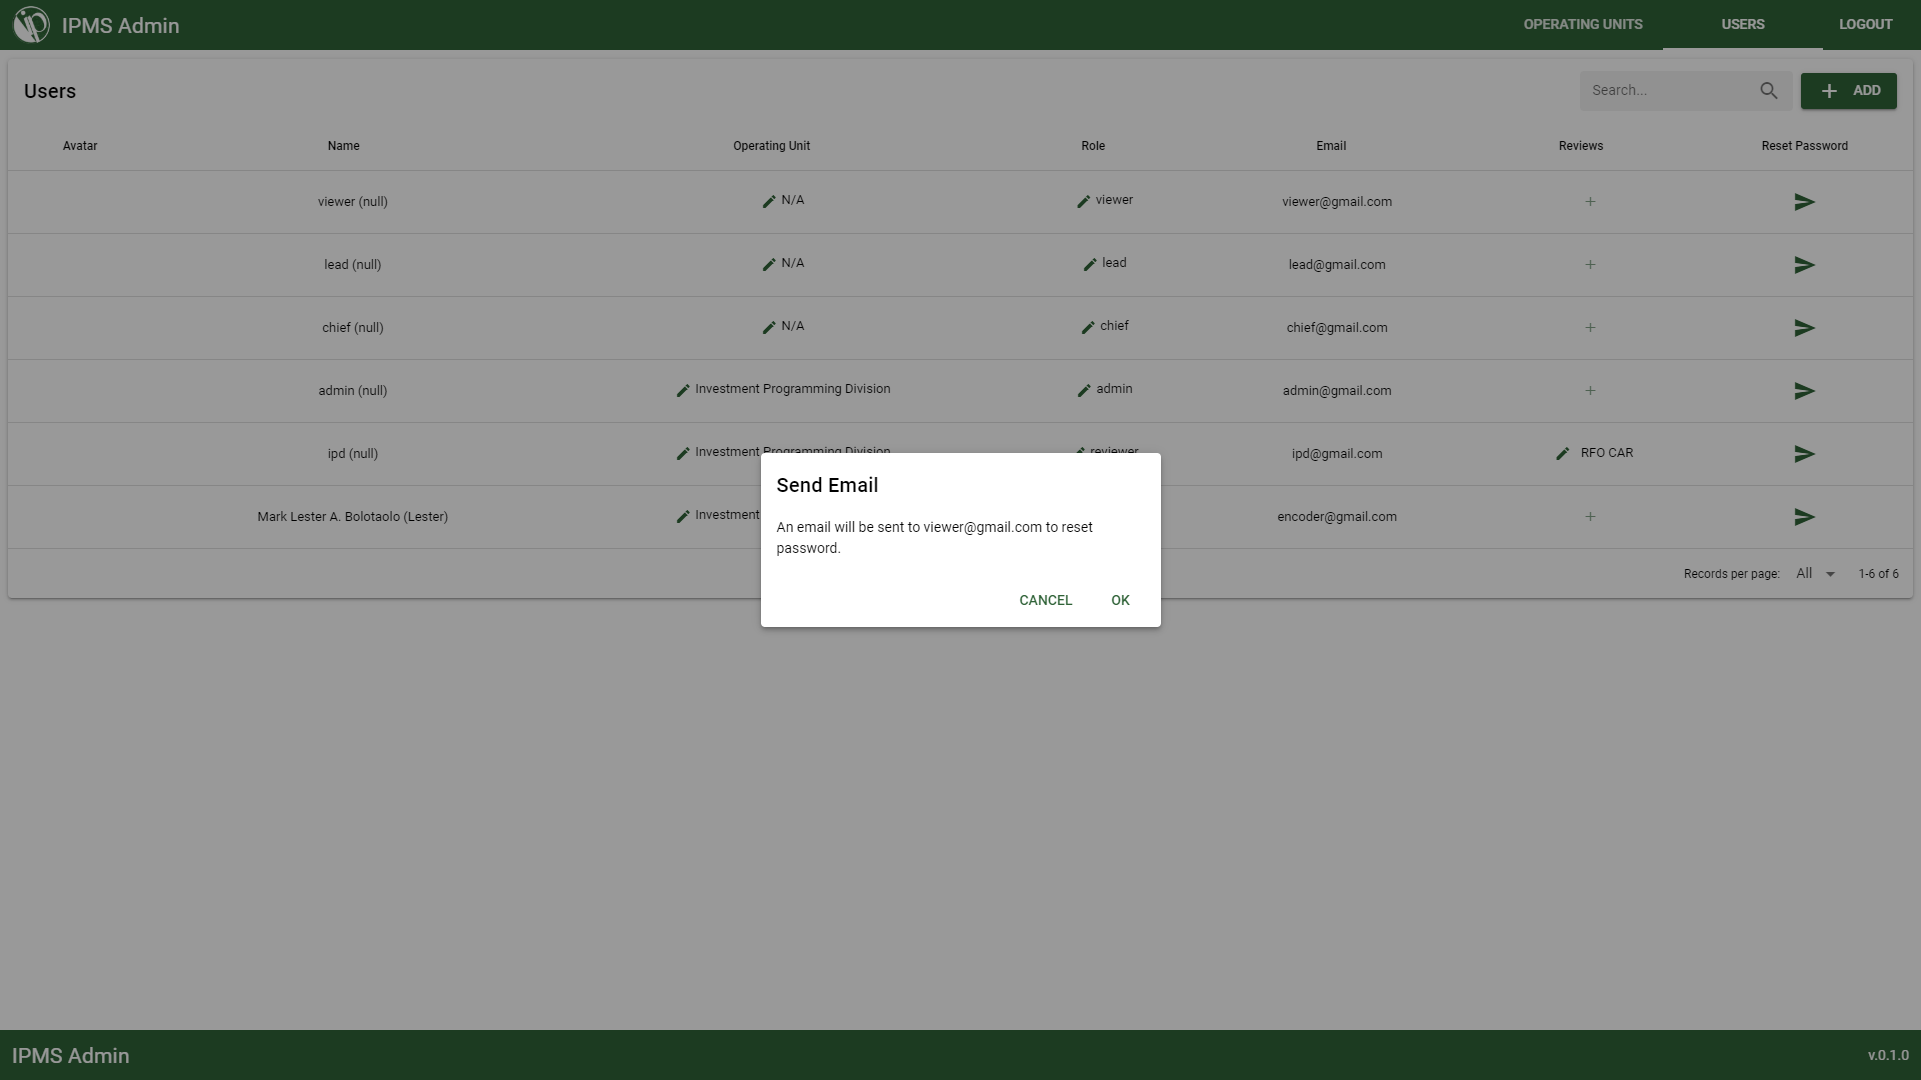 IPMS Admin
OPERATING UNITS
USERS
LOGOUT
Users
Search...
ADD
Avatar Name Operating Unit Role Email Reviews Reset Password
viewer (null) N/A viewer viewer@gmail.com
lead (null) N/A lead lead@gmail.com
chief (null) N/A chief chief@gmail.com
admin (null) Investment Programming Division admin admin@gmail.com
ipd (null) Investment Programming Division reviewer ipd@gmail.com RFO CAR
Mark Lester A. Bolotaolo (Lester) Investment encoder@gmail.com
Send Email
An email will be sent to viewer@gmail.com to reset
password.
CANCEL OK
Records per page: All 1-6 of 6
IPMS Admin
v.0.1.0